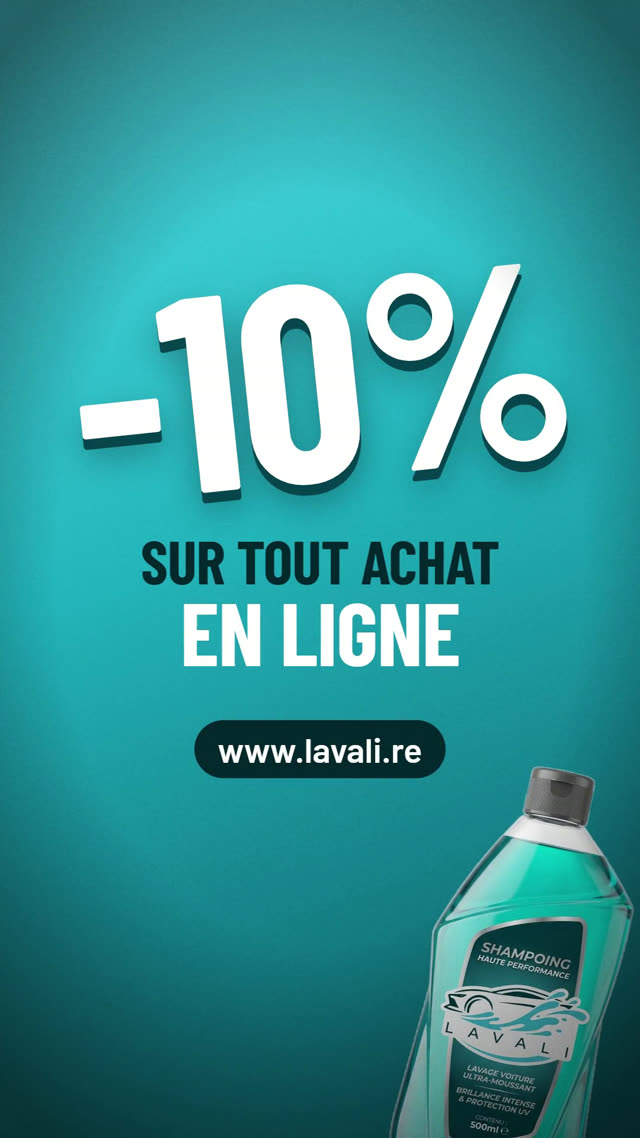 -10%
SUR TOUT ACHAT
EN LIGNE
www.lavali.re
SHAMPOING
HAUTE PERFORMANCE
LAVALI
LAVAGE VOITURE
ULTRA-MOUSSANT
BRILLANCE INTENSE
& PROTECTION UV
CONTENU :
500ml ℮